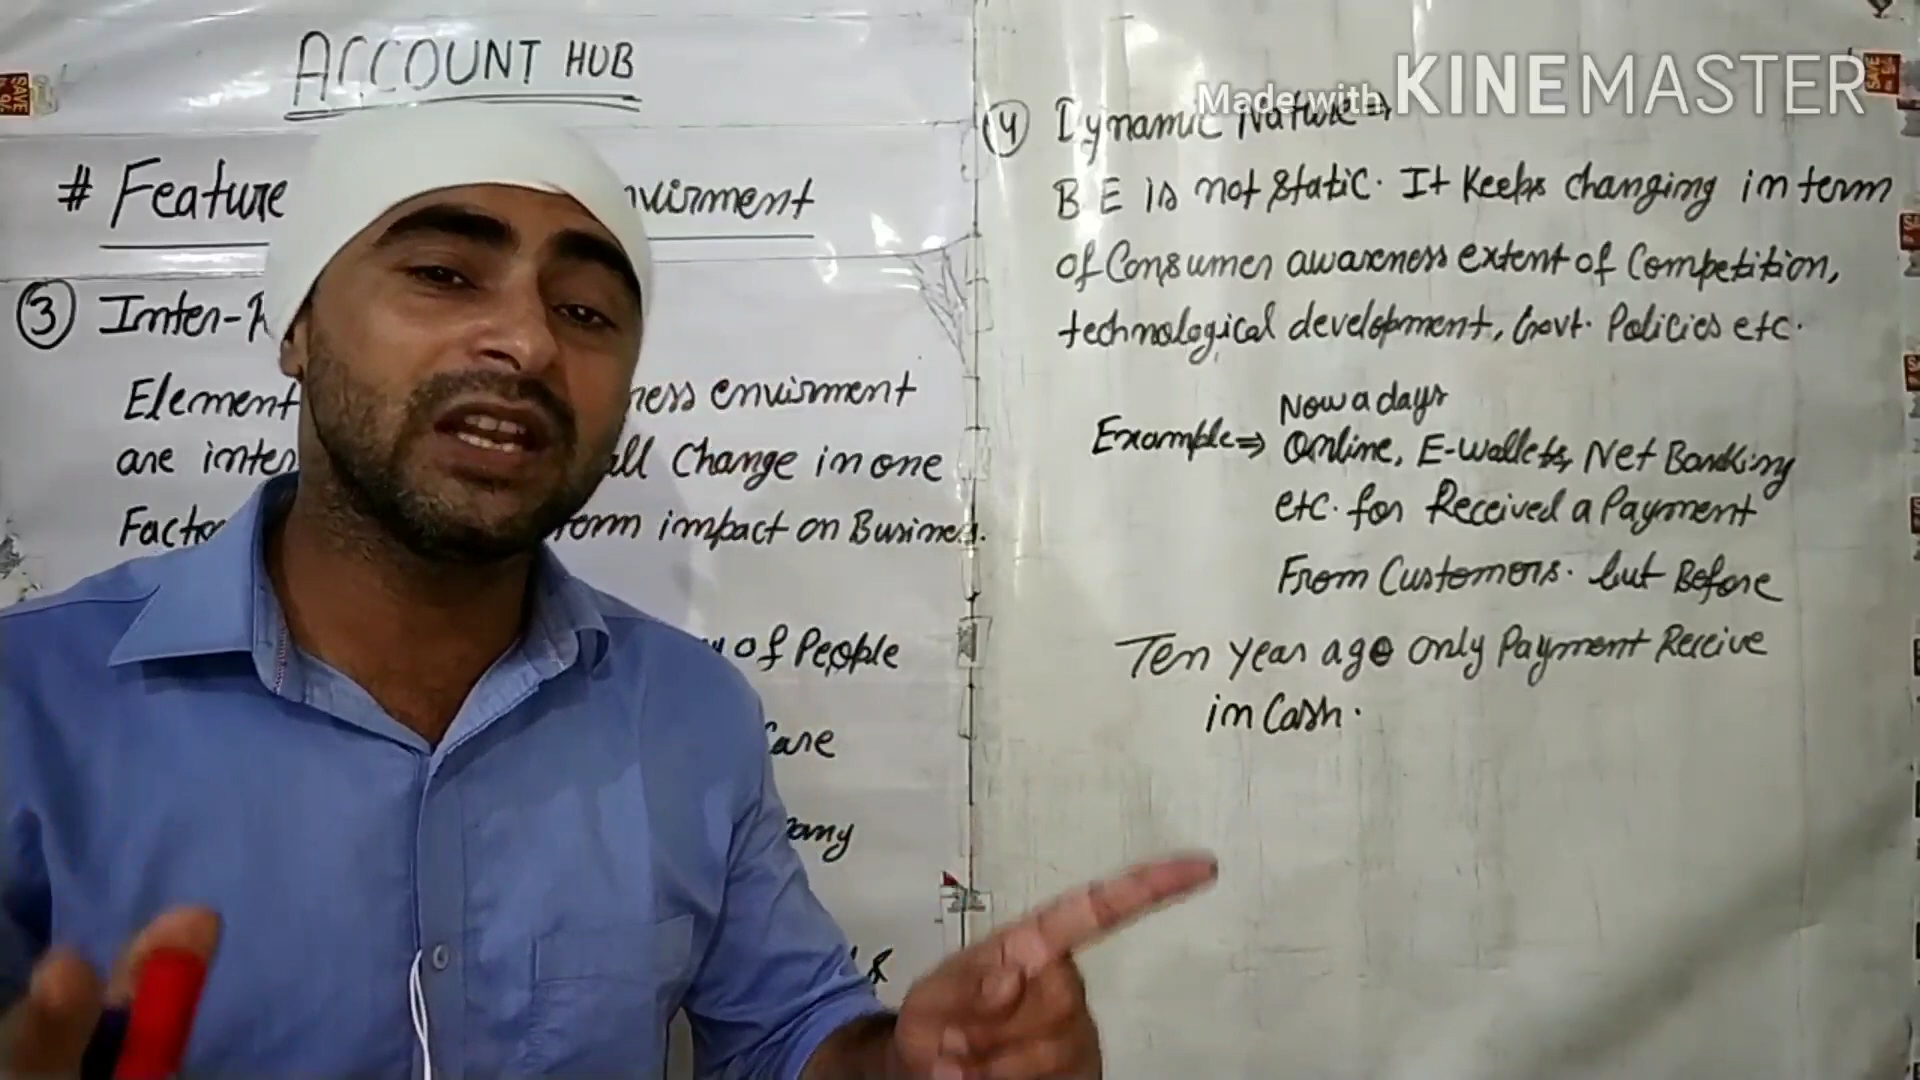 ACCOUNT HUB
# Feature nvirment
3 Inter-R
Element ness envirment
are inter all Change in one
Facto form impact on Business.
of People
Care
pany
&
Made with KINEMASTER
4 Dynamic Nature ⇒
B E is not static. It Keeps changing in term
of Consumer awareness extent of Competition,
technological development, Govt. Policies etc.
Now a days
Example ⇒ Online, E-wallets, Net Banking
etc. for Received a Payment
From Customers. but Before
Ten year ago only Payment Receive
in Cash.